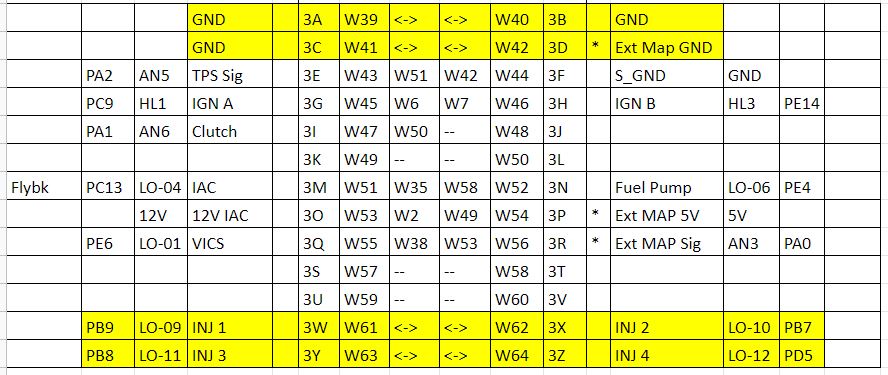 GND 3A W39 <-> <-> W40 3B GND
GND 3C W41 <-> <-> W42 3D * Ext Map GND
PA2 AN5 TPS Sig 3E W43 W51 W42 W44 3F S_GND GND
PC9 HL1 IGN A 3G W45 W6 W7 W46 3H IGN B HL3 PE14
PA1 AN6 Clutch 3I W47 W50 -- W48 3J
3K W49 -- -- W50 3L
Flybk PC13 LO-04 IAC 3M W51 W35 W58 W52 3N Fuel Pump LO-06 PE4
12V 12V IAC 3O W53 W2 W49 W54 3P * Ext MAP 5V 5V
PE6 LO-01 VICS 3Q W55 W38 W53 W56 3R * Ext MAP Sig AN3 PA0
3S W57 -- -- W58 3T
3U W59 -- -- W60 3V
PB9 LO-09 INJ 1 3W W61 <-> <-> W62 3X INJ 2 LO-10 PB7
PB8 LO-11 INJ 3 3Y W63 <-> <-> W64 3Z INJ 4 LO-12 PD5